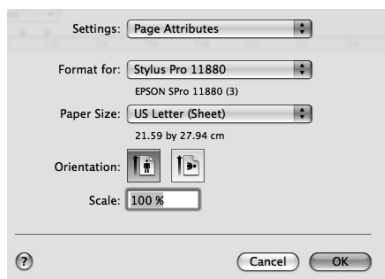 Settings: Page Attributes
Format for: Stylus Pro 11880
EPSON SPro 11880 (3)
Paper Size: US Letter (Sheet)
21.59 by 27.94 cm
Orientation:
Scale: 100 %
? Cancel OK